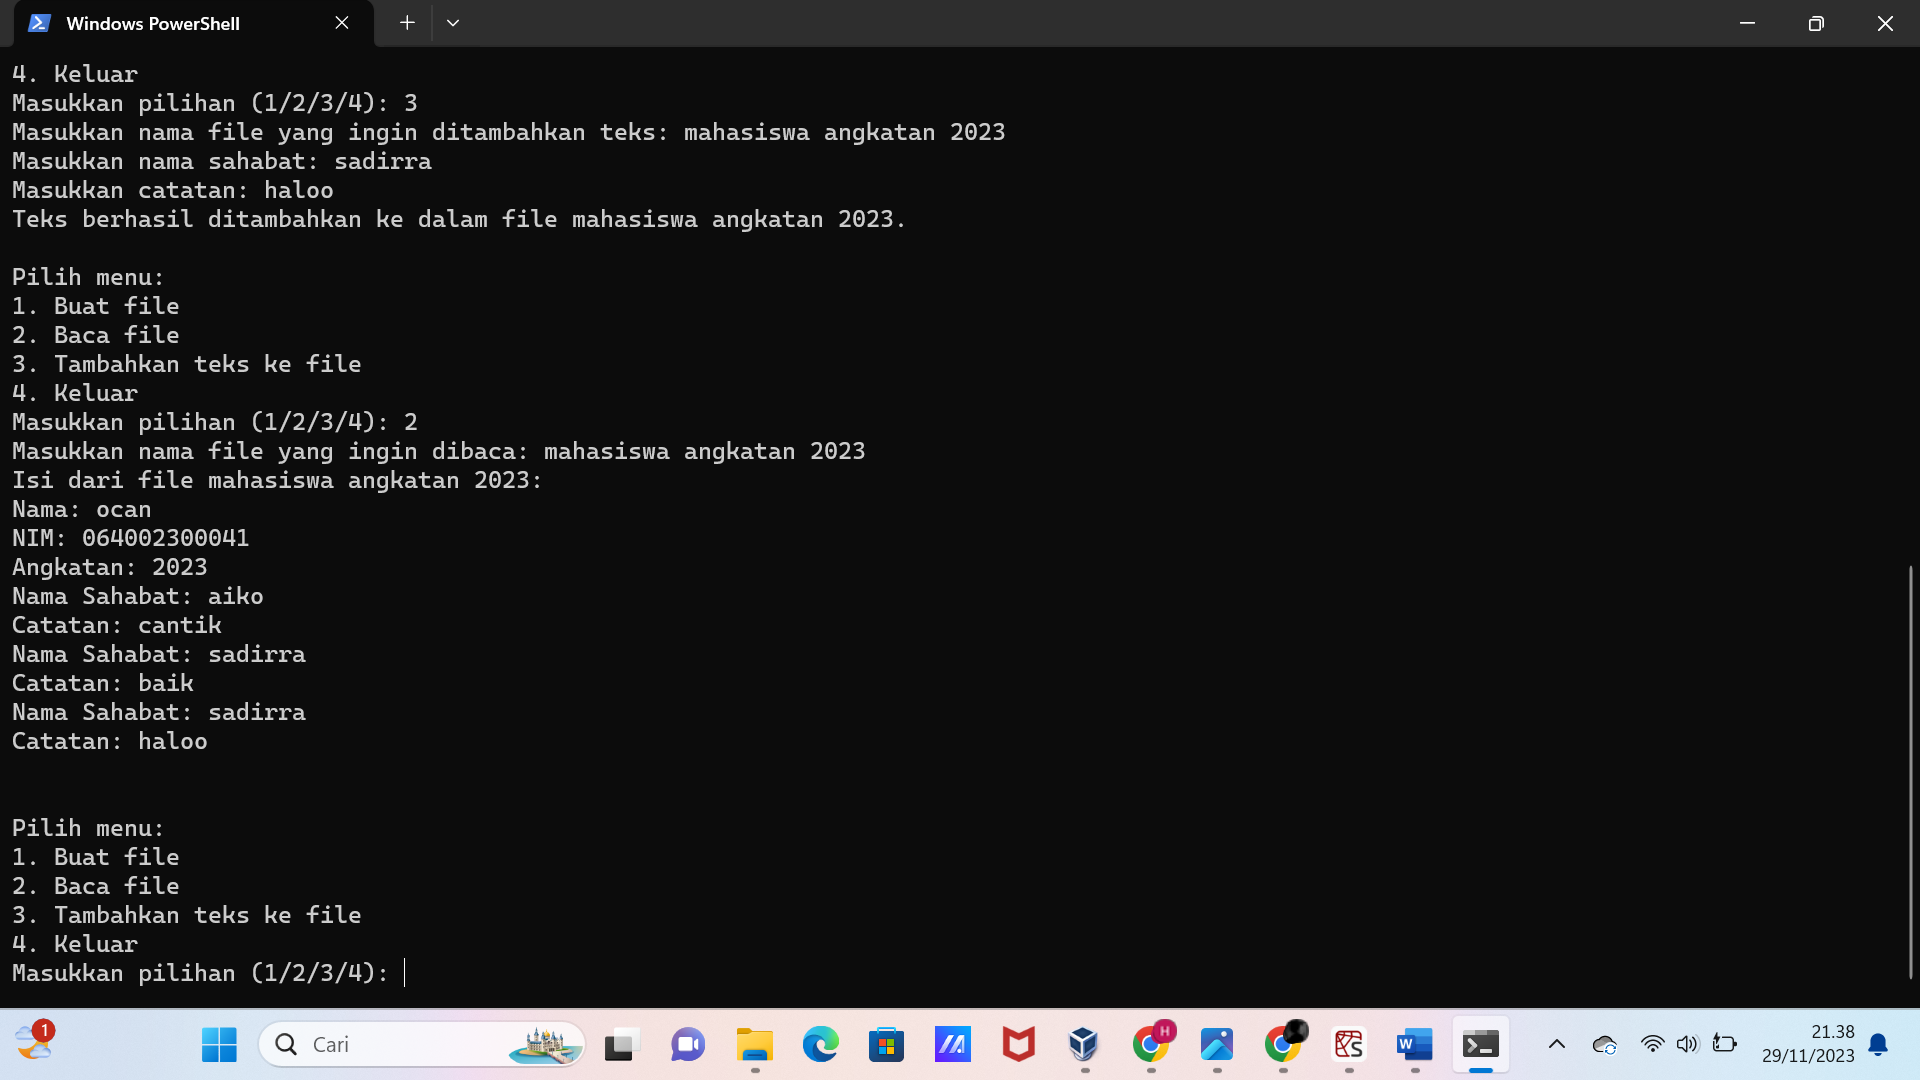 Windows PowerShell
4. Keluar
Masukkan pilihan (1/2/3/4): 3
Masukkan nama file yang ingin ditambahkan teks: mahasiswa angkatan 2023
Masukkan nama sahabat: sadirra
Masukkan catatan: haloo
Teks berhasil ditambahkan ke dalam file mahasiswa angkatan 2023.
Pilih menu:
1. Buat file
2. Baca file
3. Tambahkan teks ke file
4. Keluar
Masukkan pilihan (1/2/3/4): 2
Masukkan nama file yang ingin dibaca: mahasiswa angkatan 2023
Isi dari file mahasiswa angkatan 2023:
Nama: ocan
NIM: 064002300041
Angkatan: 2023
Nama Sahabat: aiko
Catatan: cantik
Nama Sahabat: sadirra
Catatan: baik
Nama Sahabat: sadirra
Catatan: haloo
Pilih menu:
1. Buat file
2. Baca file
3. Tambahkan teks ke file
4. Keluar
Masukkan pilihan (1/2/3/4):
1
Cari
H
W
21.38
29/11/2023